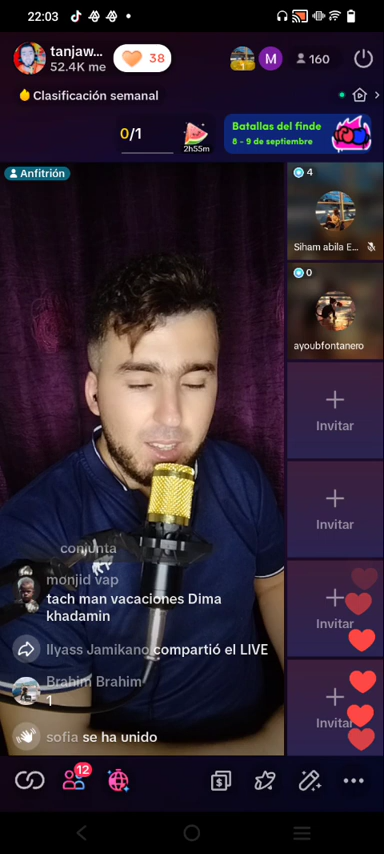 22:03
tanjaw...
52.4K me
38
M
160
Clasificación semanal
0/1
2h55m
Batallas del finde
8 - 9 de septiembre
Anfitrión
4
Siham abila E...
0
ayoubfontanero
Invitar
Invitar
Invitar
Invitar
conjunta
monjid vap
tach man vacaciones Dima
khadamin
Ilyass Jamikano compartió el LIVE
Brahim Brahim
1
sofia se ha unido
12